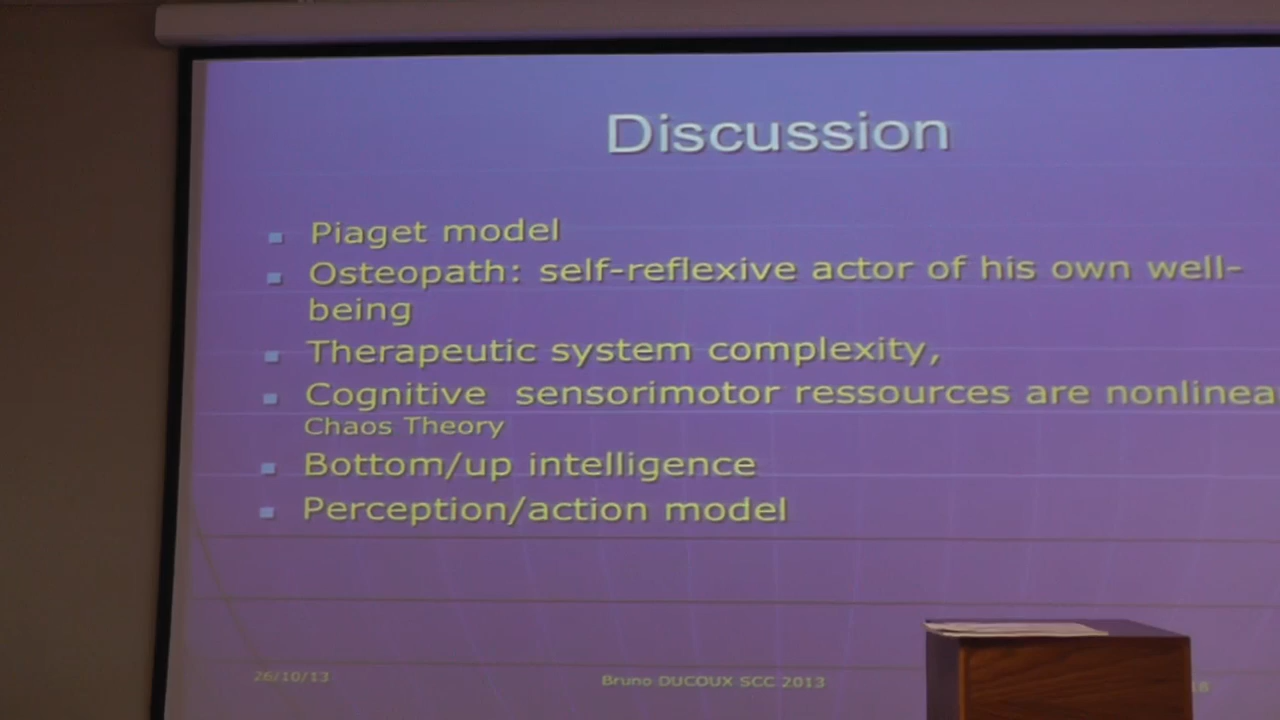 Discussion
Piaget model
Osteopath: self-reflexive actor of his own well-
being
Therapeutic system complexity,
Cognitive sensorimotor ressources are nonlinea
Chaos Theory
Bottom/up intelligence
Perception/action model
26/10/13
Bruno DUCOUX SCC 2013